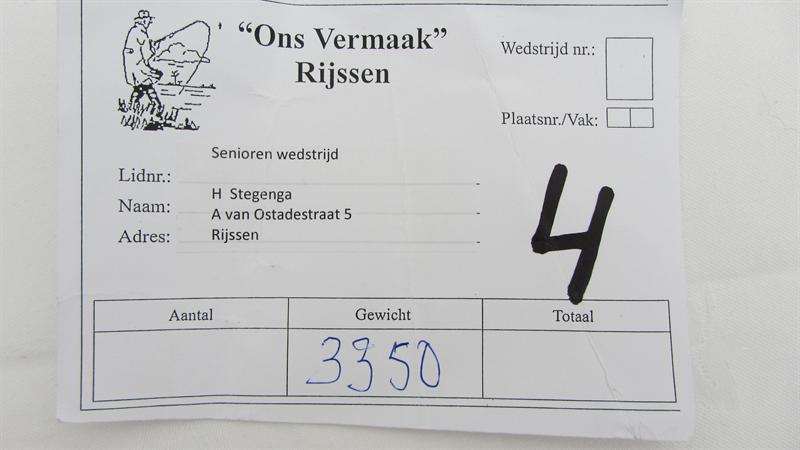 "Ons Vermaak"
Rijssen
Wedstrijd nr.:
Plaatsnr./Vak:
Senioren wedstrijd
Lidnr.:
H Stegenga
Naam:
A van Ostadestraat 5
Adres:
Rijssen
4
Aantal
Gewicht
Totaal
3350